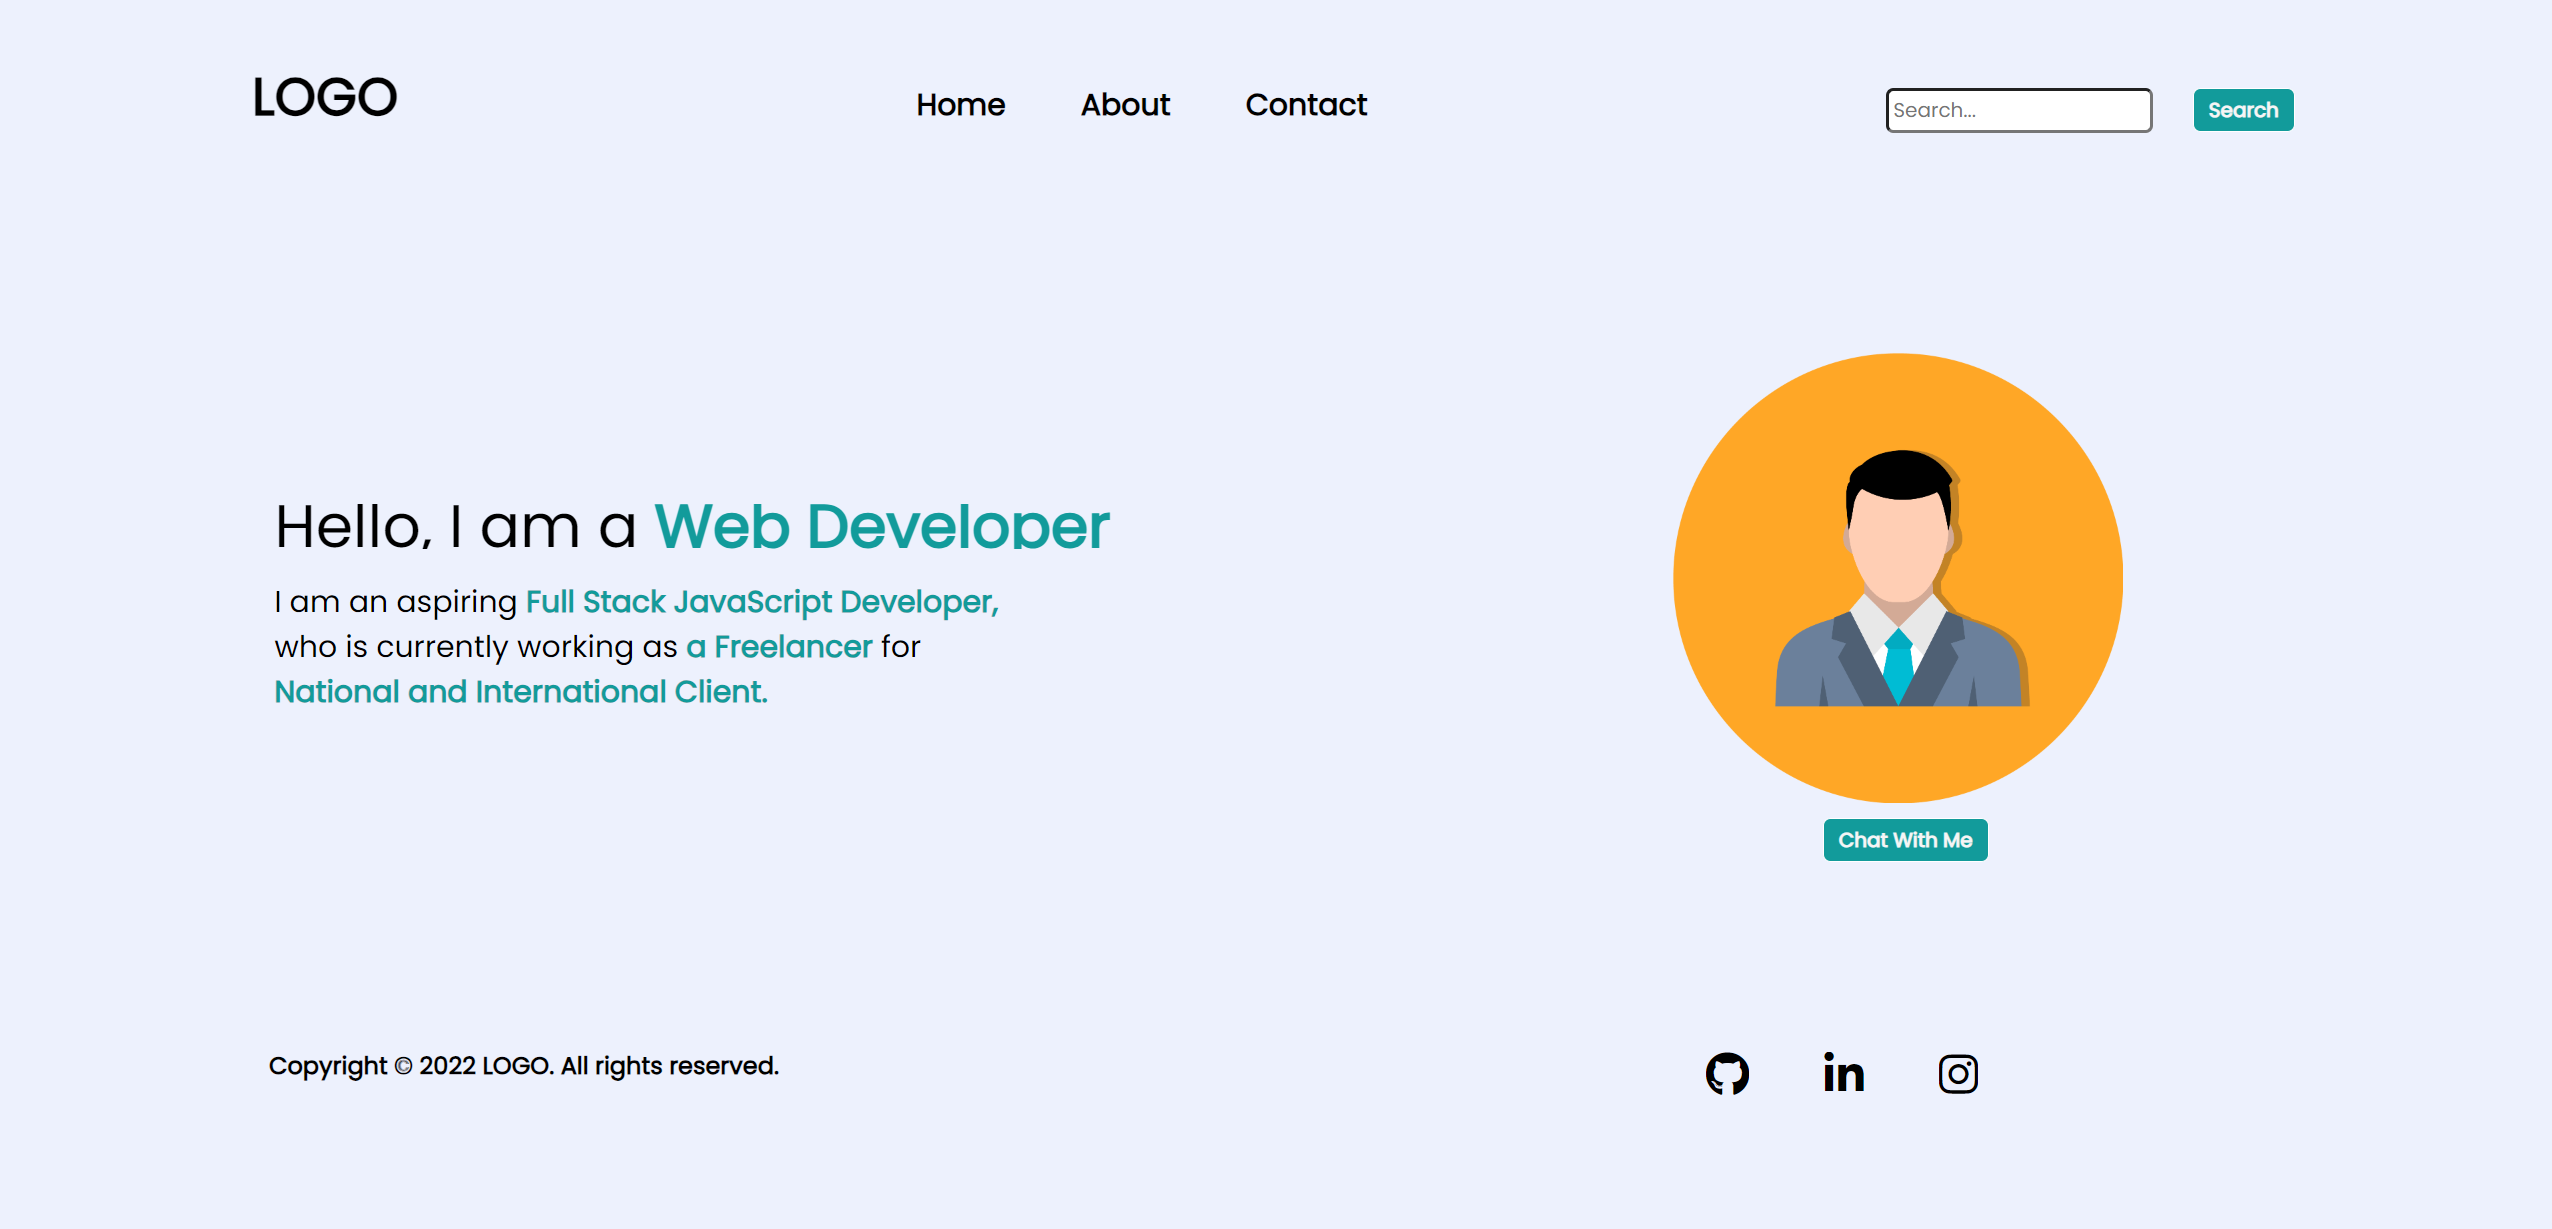 LOGO
Home About Contact
Search...
Search
Hello, I am a Web Developer
I am an aspiring Full Stack JavaScript Developer,
who is currently working as a Freelancer for
National and International Client.
Chat With Me
Copyright © 2022 LOGO. All rights reserved.
in